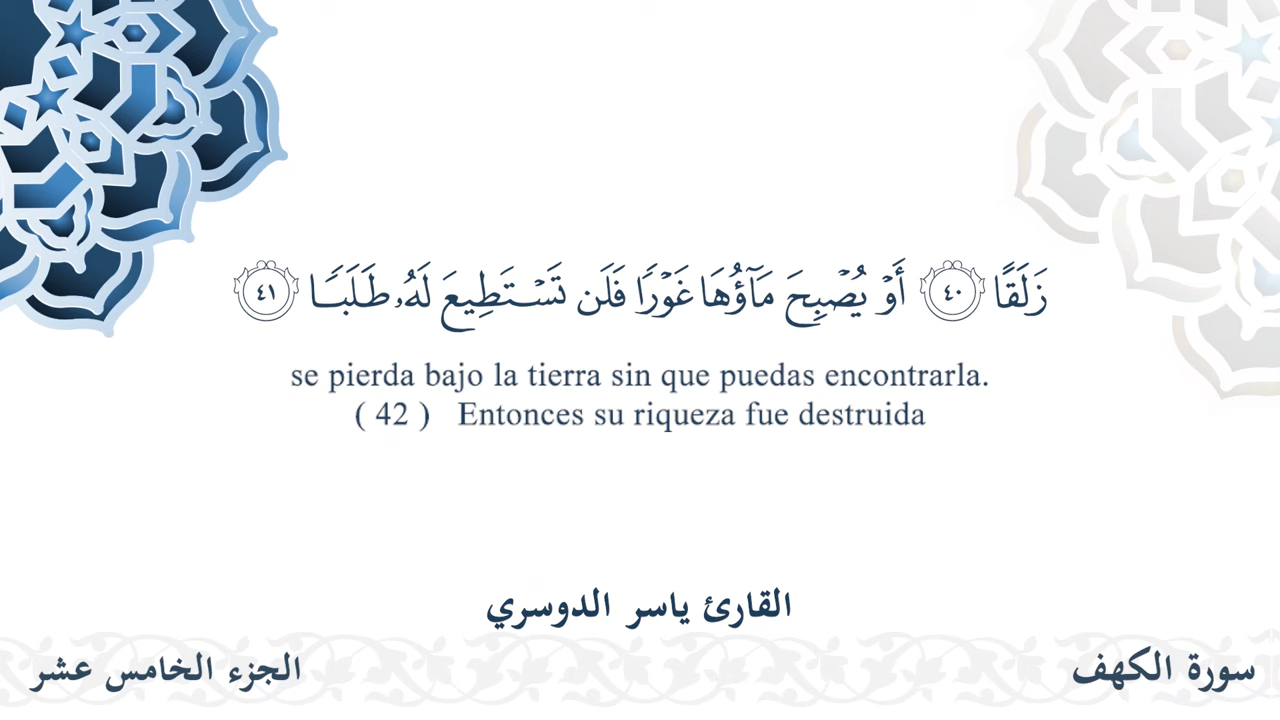 زَلَقًا ٤٠ أَوۡ يُصۡبِحَ مَآؤُهَا غَوۡرٗا فَلَن تَسۡتَطِيعَ لَهُۥ طَلَبٗا ٤١
se pierda bajo la tierra sin que puedas encontrarla.
( 42 ) Entonces su riqueza fue destruida
القارئ ياسر الدوسري
سورة الكهف
الجزء الخامس عشر